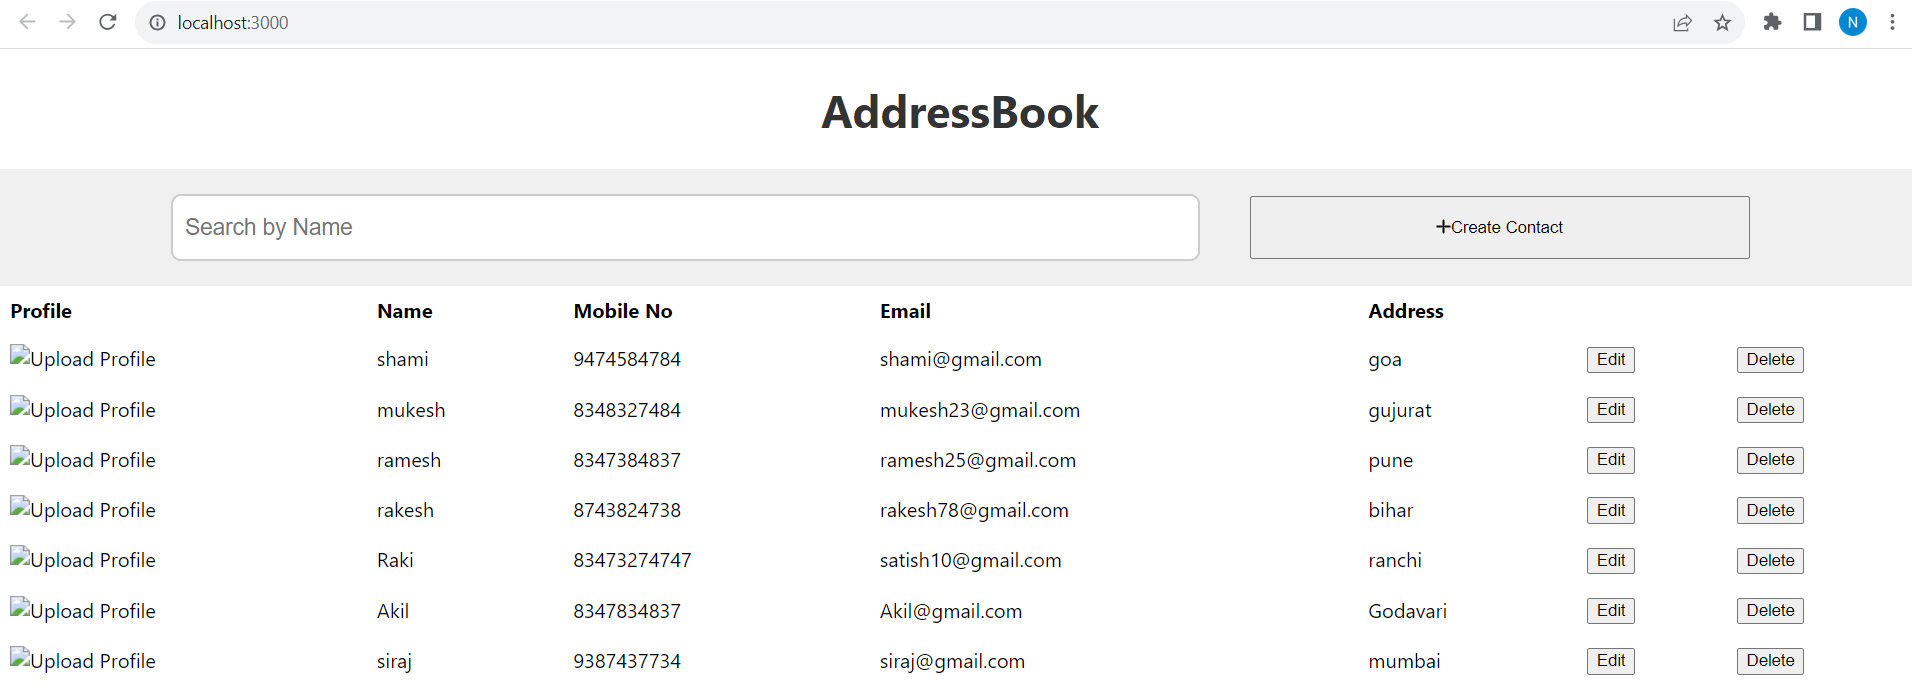 localhost:3000
N
AddressBook
Search by Name
+Create Contact
Profile Name Mobile No Email Address
Upload Profile shami 9474584784 shami@gmail.com goa Edit Delete
Upload Profile mukesh 8348327484 mukesh23@gmail.com gujurat Edit Delete
Upload Profile ramesh 8347384837 ramesh25@gmail.com pune Edit Delete
Upload Profile rakesh 8743824738 rakesh78@gmail.com bihar Edit Delete
Upload Profile Raki 83473274747 satish10@gmail.com ranchi Edit Delete
Upload Profile Akil 8347834837 Akil@gmail.com Godavari Edit Delete
Upload Profile siraj 9387437734 siraj@gmail.com mumbai Edit Delete